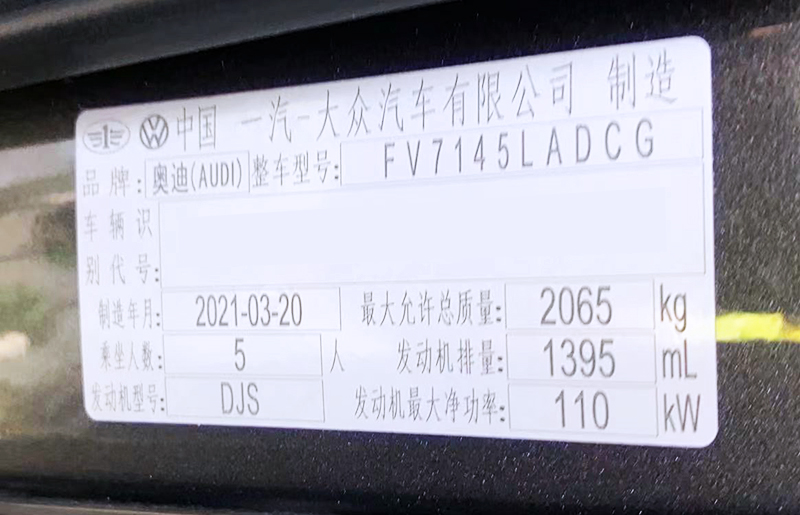 中国 一汽-大众汽车有限公司 制造
品牌: 奥迪(AUDI) 整车型号: FV7145LADCG
车辆识
别代号:
制造年月: 2021-03-20 最大允许总质量: 2065 kg
乘坐人数: 5 人 发动机排量: 1395 mL
发动机型号: DJS 发动机最大净功率: 110 kW